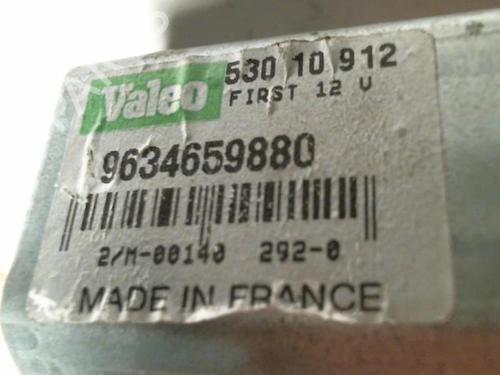 Valeo
530 10 912
FIRST 12 V
9634659880
2/M-00140 292-0
MADE IN FRANCE